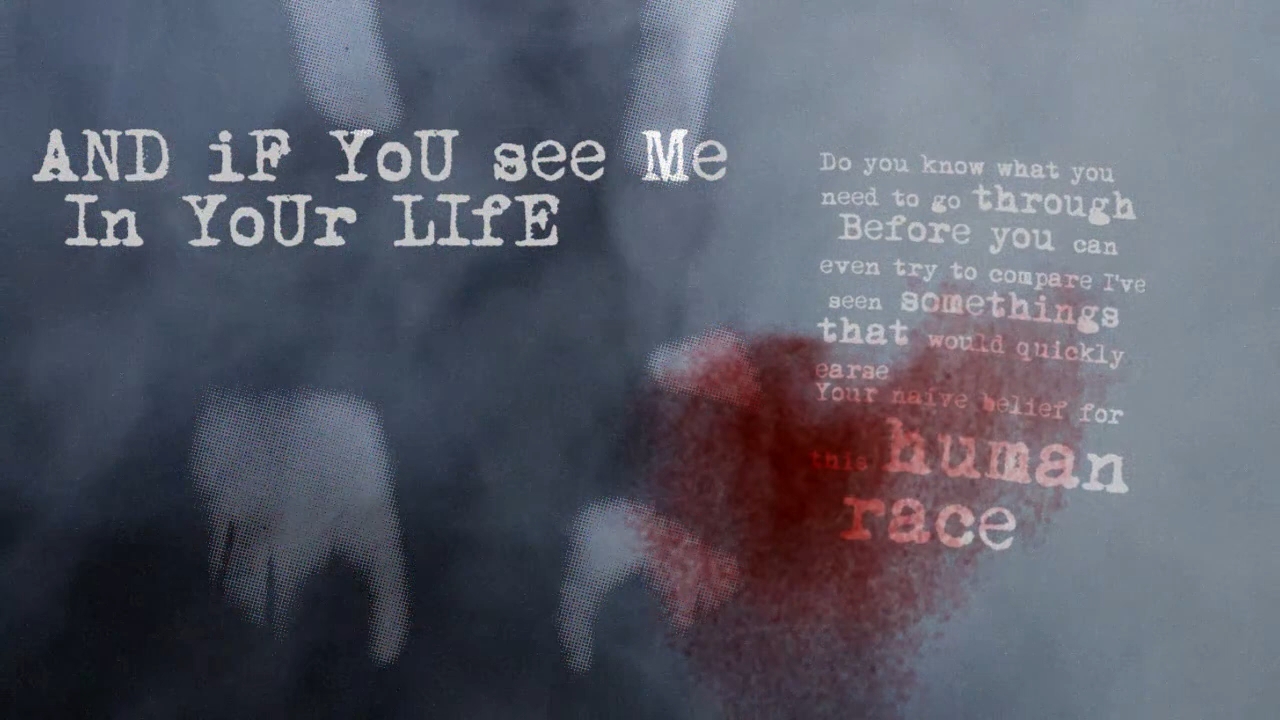 AND iF YoU see Me
In YoUr LIfE
Do you know what you
need to go through
Before you can
even try to compare I've
seen somethings
that would quickly
earse
Your naive belief for
this human
race